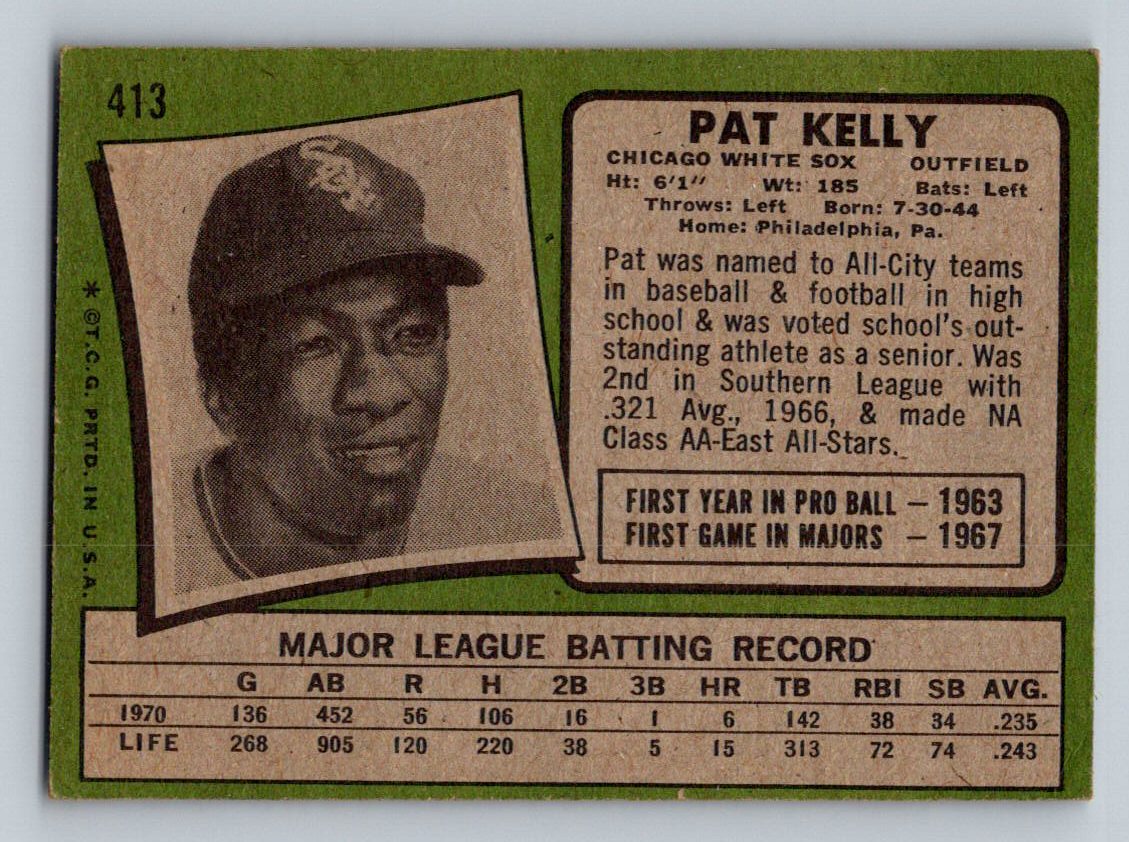 413
SOX
* ©T.C.G. PRTD. IN U.S.A.
PAT KELLY
CHICAGO WHITE SOX OUTFIELD
Ht: 6'1" Wt: 185 Bats: Left
Throws: Left Born: 7-30-44
Home: Philadelphia, Pa.
Pat was named to All-City teams
in baseball & football in high
school & was voted school's out-
standing athlete as a senior. Was
2nd in Southern League with
.321 Avg., 1966, & made NA
Class AA-East All-Stars.
FIRST YEAR IN PRO BALL – 1963
FIRST GAME IN MAJORS – 1967
MAJOR LEAGUE BATTING RECORD
G AB R H 2B 3B HR TB RBI SB AVG.
1970 136 452 56 106 16 1 6 142 38 34 .235
LIFE 268 905 120 220 38 5 15 313 72 74 .243